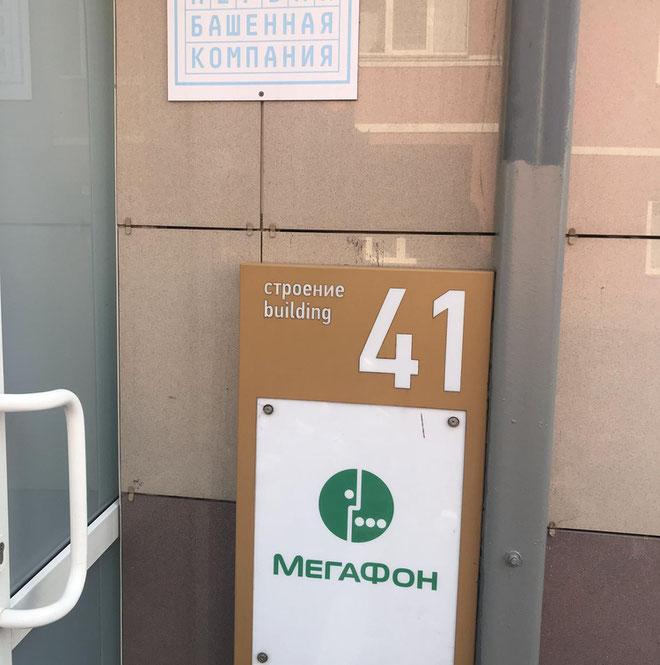 БАШЕННАЯ
КОМПАНИЯ
строение
building
41
МЕГАФОН